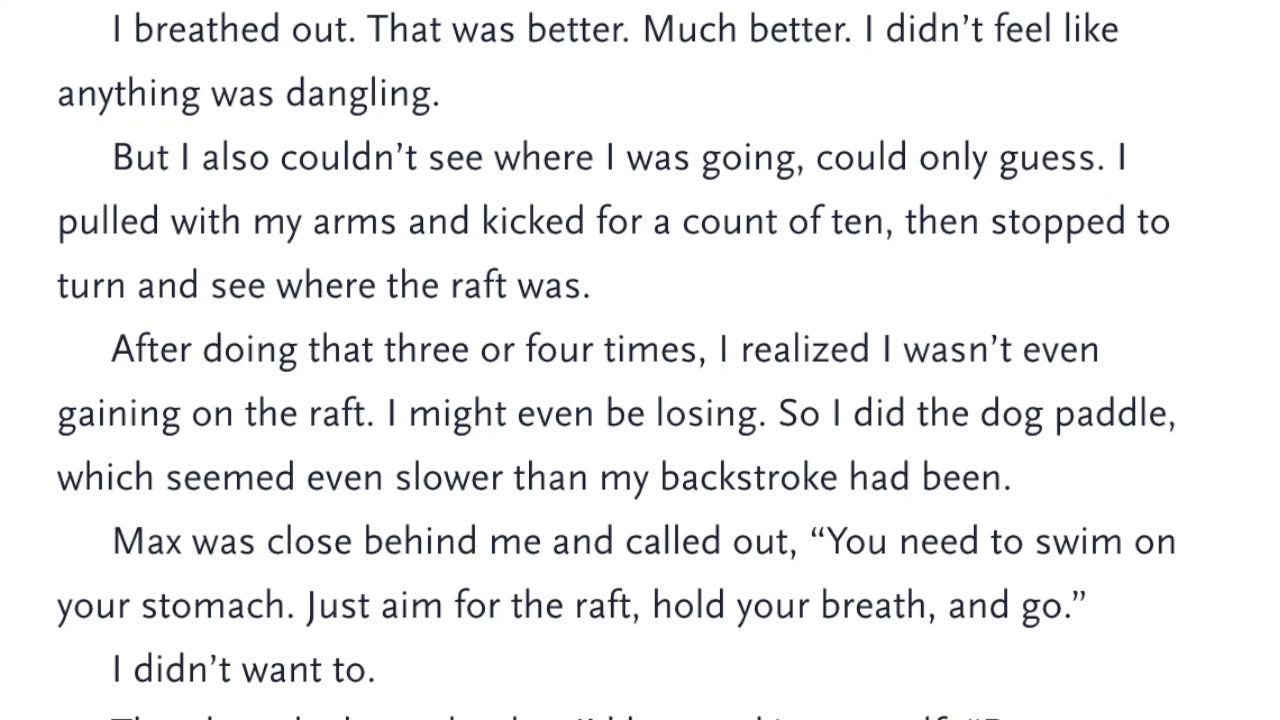 I breathed out. That was better. Much better. I didn’t feel like
anything was dangling.
But I also couldn’t see where I was going, could only guess. I
pulled with my arms and kicked for a count of ten, then stopped to
turn and see where the raft was.
After doing that three or four times, I realized I wasn’t even
gaining on the raft. I might even be losing. So I did the dog paddle,
which seemed even slower than my backstroke had been.
Max was close behind me and called out, “You need to swim on
your stomach. Just aim for the raft, hold your breath, and go.”
I didn’t want to.